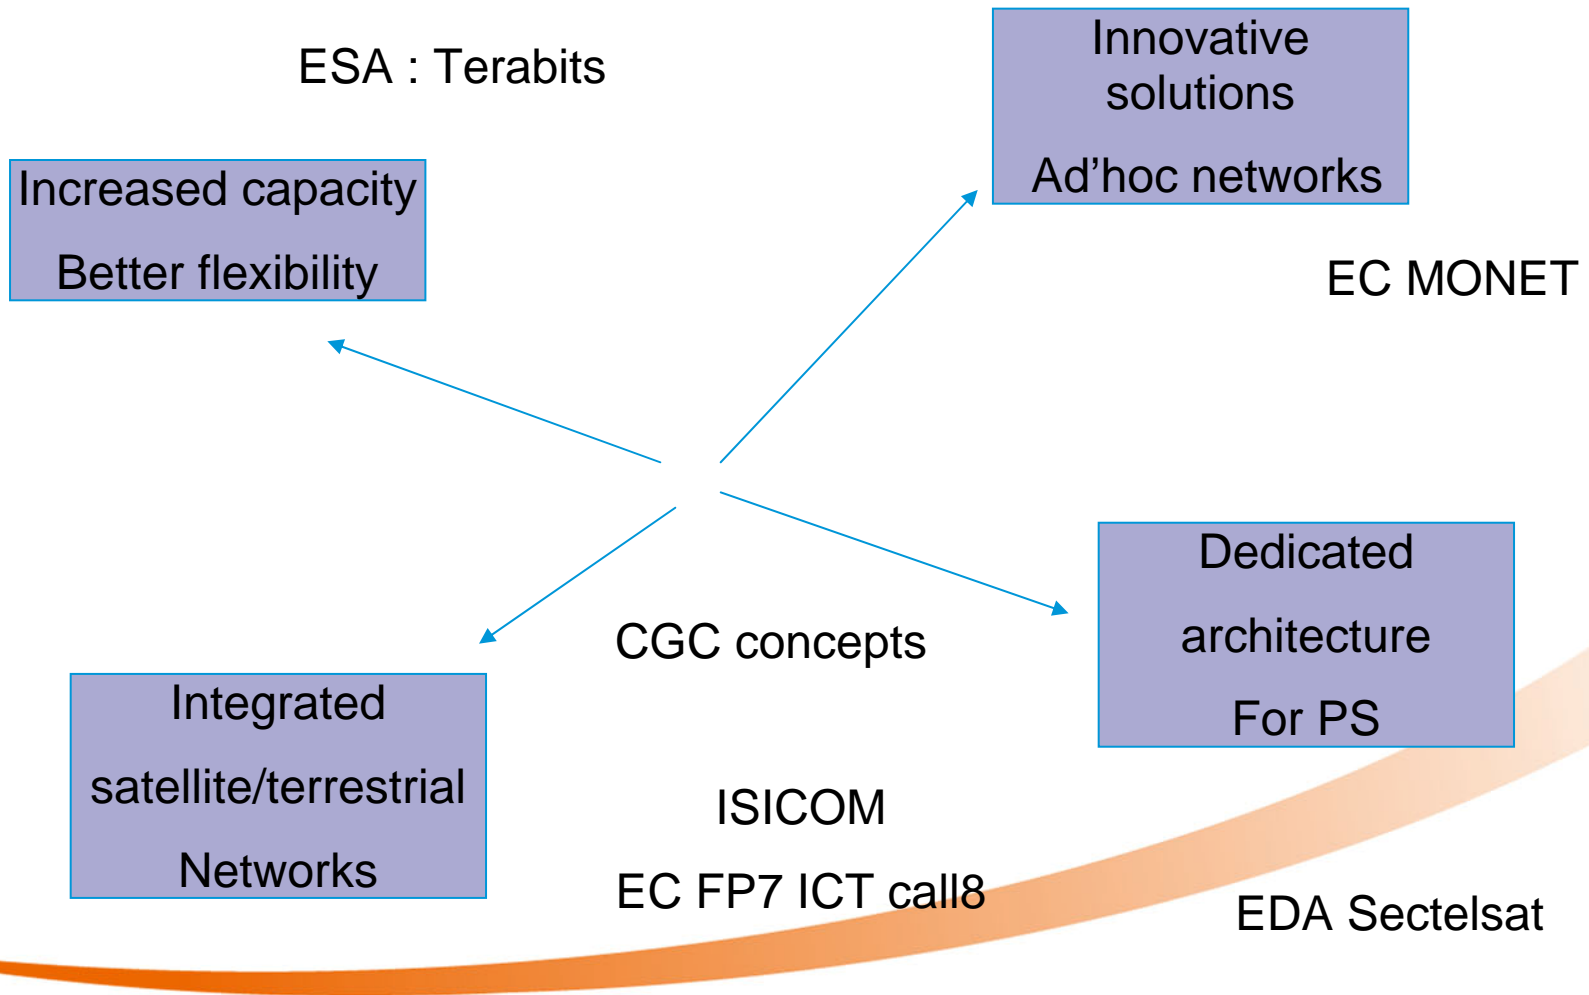 ESA : Terabits
Innovative
solutions
Ad’hoc networks
Increased capacity
Better flexibility
EC MONET
Dedicated
architecture
For PS
CGC concepts
Integrated
satellite/terrestrial
Networks
ISICOM
EC FP7 ICT call8
EDA Sectelsat